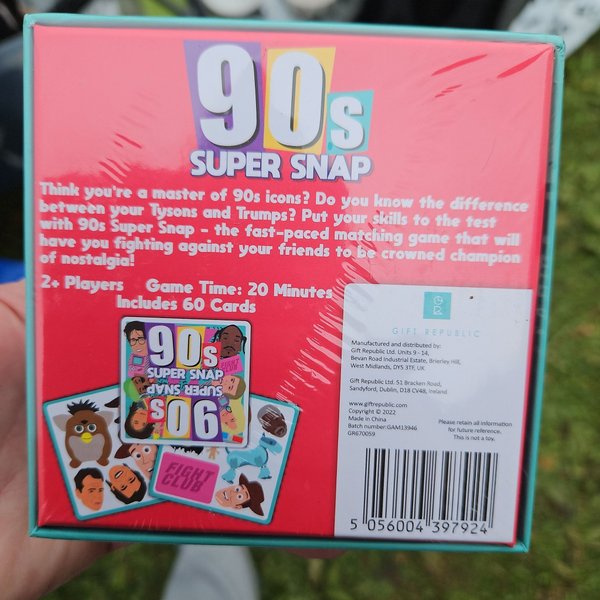 90s
SUPER SNAP
Think you're a master of 90s icons? Do you know the difference
between your Tysons and Trumps? Put your skills to the test
with 90s Super Snap - the fast-paced matching game that will
have you fighting against your friends to be crowned champion
of nostalgia!
2+ Players Game Time: 20 Minutes
Includes 60 Cards
90s
SUPER SNAP
SUPER SNAP
90s
FIGHT
CLUB
GIFT REPUBLIC
Manufactured and distributed by:
Gift Republic Ltd. Units 9 - 14,
Bevan Road Industrial Estate, Brierley Hill,
West Midlands, DY5 3TF, UK
Gift Republic Ltd. 51 Bracken Road,
Sandyford, Dublin, D18 CV48, Ireland
www.giftrepublic.com
Copyright © 2022
Made in China
Batch number:GAM13946
GR670059
Please retain all information
for future reference.
This is not a toy.
5 056004 397924